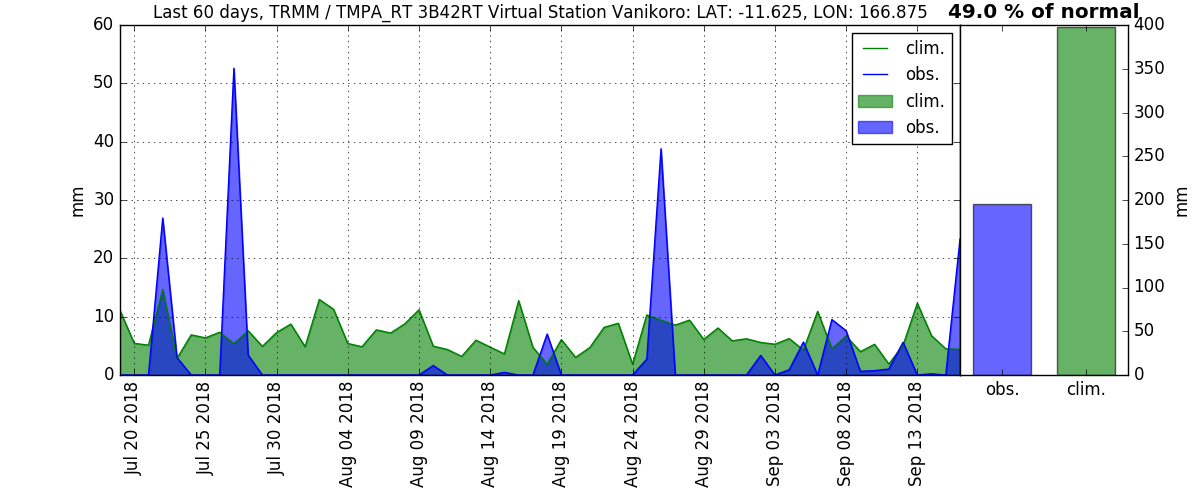 Last 60 days, TRMM / TMPA_RT 3B42RT Virtual Station Vanikoro: LAT: -11.625, LON: 166.875
49.0 % of normal
60
50
40
30
20
10
0
mm
clim.
obs.
clim.
obs.
Jul 20 2018
Jul 25 2018
Jul 30 2018
Aug 04 2018
Aug 09 2018
Aug 14 2018
Aug 19 2018
Aug 24 2018
Aug 29 2018
Sep 03 2018
Sep 08 2018
Sep 13 2018
400
350
300
250
200
150
100
50
0
mm
obs.
clim.